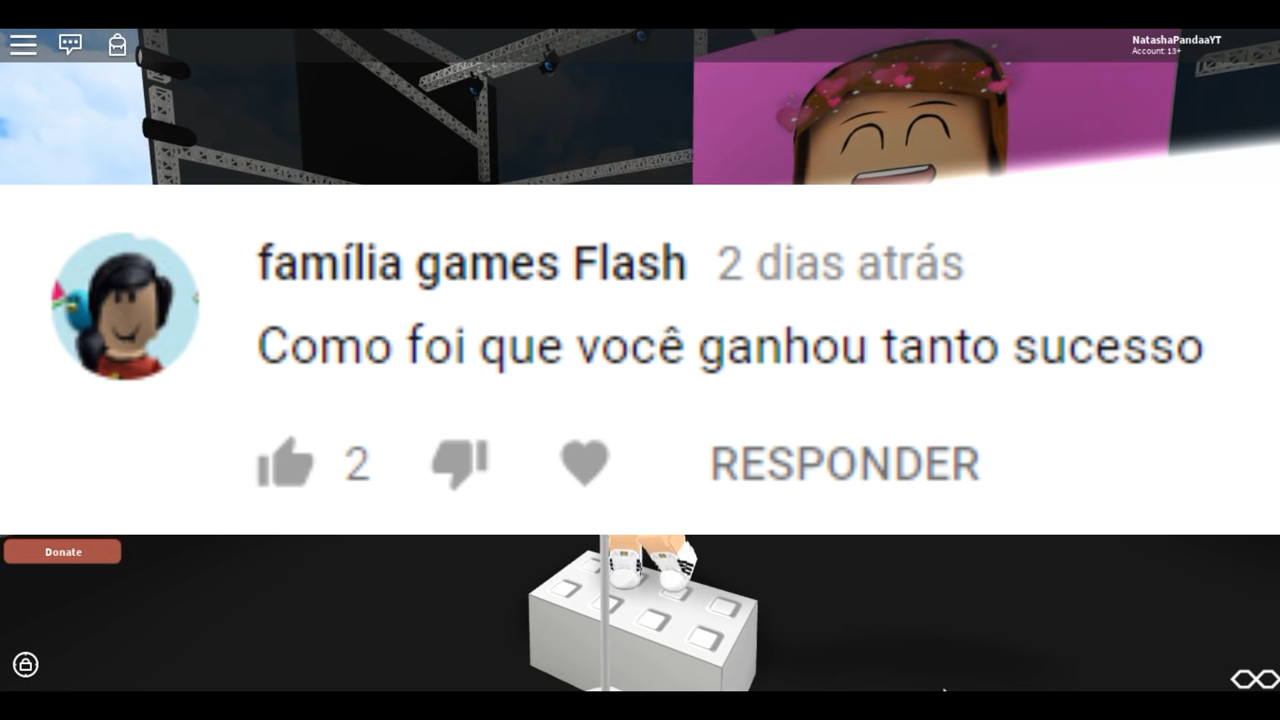 NatashaPandaaYT
Account: 13+
família games Flash 2 dias atrás
Como foi que você ganhou tanto sucesso
2 RESPONDER
Donate